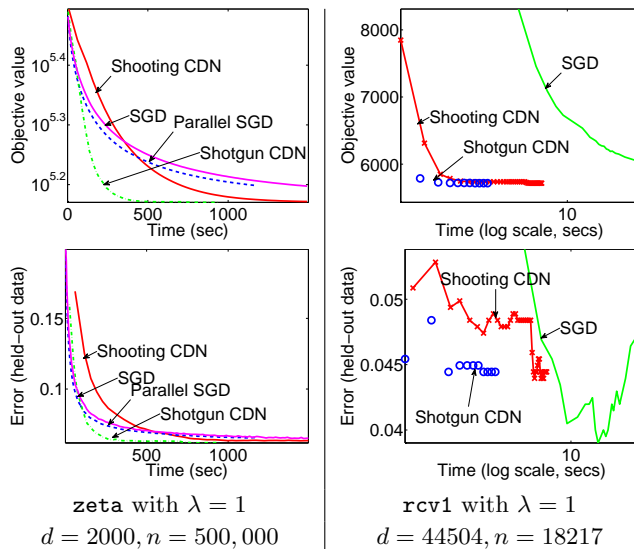 Objective value
10^5.4
10^5.3
10^5.2
0 500 1000
Time (sec)
Shooting CDN
SGD
Parallel SGD
Shotgun CDN
Objective value
8000
7000
6000
10
Time (log scale, secs)
SGD
Shooting CDN
Shotgun CDN
Error (held-out data)
0.15
0.1
0 500 1000
Time (sec)
Shooting CDN
SGD
Parallel SGD
Shotgun CDN
Error (held-out data)
0.05
0.045
0.04
10
Time (log scale, secs)
Shooting CDN
SGD
Shotgun CDN
zeta with λ = 1
d = 2000, n = 500, 000
rcv1 with λ = 1
d = 44504, n = 18217